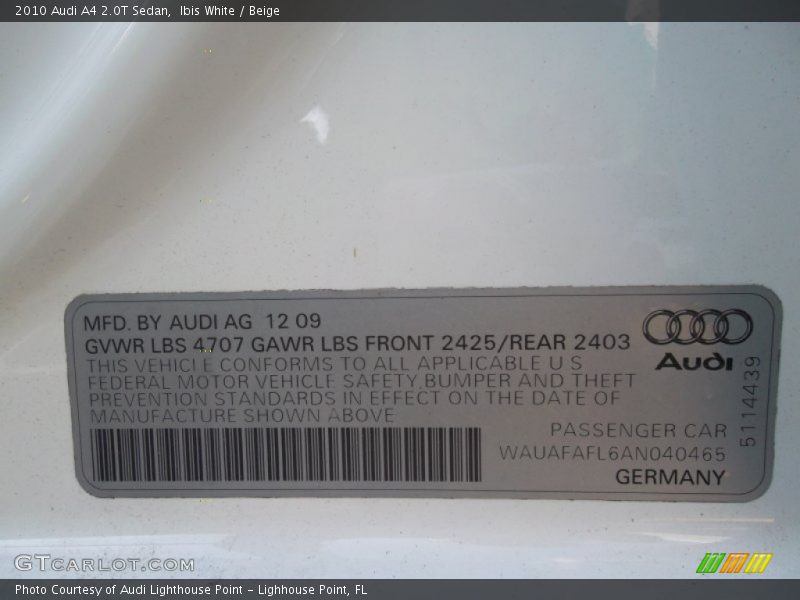 2010 Audi A4 2.0T Sedan, Ibis White / Beige
MFD. BY AUDI AG 12 09
GVWR LBS 4707 GAWR LBS FRONT 2425/REAR 2403
THIS VEHICLE CONFORMS TO ALL APPLICABLE U S
FEDERAL MOTOR VEHICLE SAFETY,BUMPER AND THEFT
PREVENTION STANDARDS IN EFFECT ON THE DATE OF
MANUFACTURE SHOWN ABOVE
Audi
5114439
PASSENGER CAR
WAUAFAFL6AN040465
GERMANY
GTCARLOT.COM
Photo Courtesy of Audi Lighthouse Point - Lighhouse Point, FL